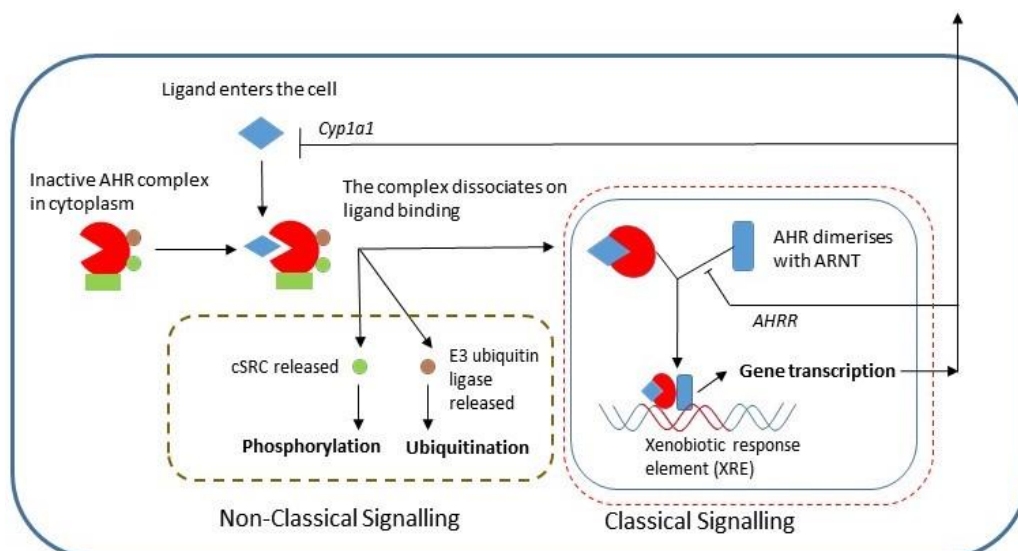 Ligand enters the cell
Cyp1a1
Inactive AHR complex
in cytoplasm
The complex dissociates on
ligand binding
AHR dimerises
with ARNT
AHRR
cSRC released
E3 ubiquitin
ligase
released
Phosphorylation
Ubiquitination
Gene transcription
Xenobiotic response
element (XRE)
Non-Classical Signalling
Classical Signalling